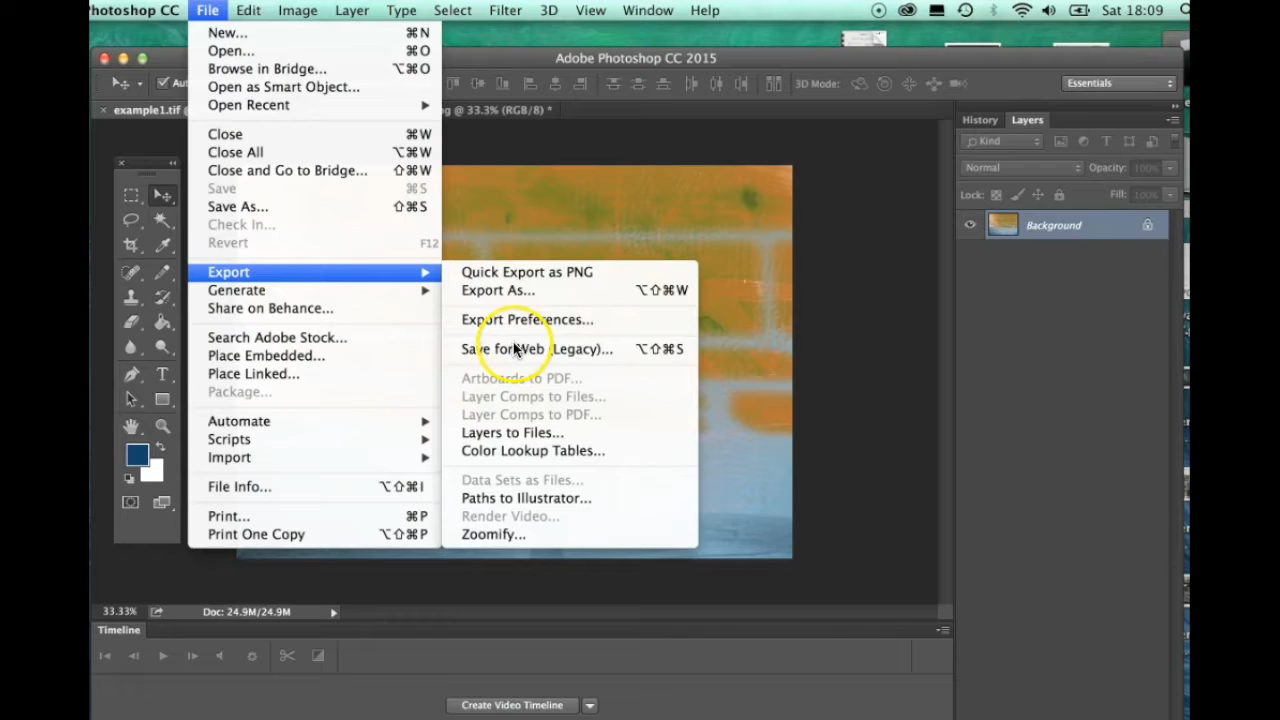 Photoshop CC File Edit Image Layer Type Select Filter 3D View Window Help Sat 18:09
Adobe Photoshop CC 2015
3D Mode: Essentials
× example1.tif @ 33.3% (RGB/8) *
New... ⌘N
Open... ⌘O
Browse in Bridge... ⌥⌘O
Open as Smart Object...
Open Recent
Close ⌘W
Close All ⌥⌘W
Close and Go to Bridge... ⇧⌘W
Save ⌘S
Save As... ⇧⌘S
Check In...
Revert F12
Export
Generate
Share on Behance...
Search Adobe Stock...
Place Embedded...
Place Linked...
Package...
Automate
Scripts
Import
File Info... ⌥⇧⌘I
Print... ⌘P
Print One Copy ⌥⇧⌘P
Quick Export as PNG
Export As... ⌥⇧⌘W
Export Preferences...
Save for Web (Legacy)... ⌥⇧⌘S
Artboards to PDF...
Layer Comps to Files...
Layer Comps to PDF...
Layers to Files...
Color Lookup Tables...
Data Sets as Files...
Paths to Illustrator...
Render Video...
Zoomify...
History Layers
Kind
Normal Opacity: 100%
Lock: Fill: 100%
Background
33.33% Doc: 24.9M/24.9M
Timeline
Create Video Timeline